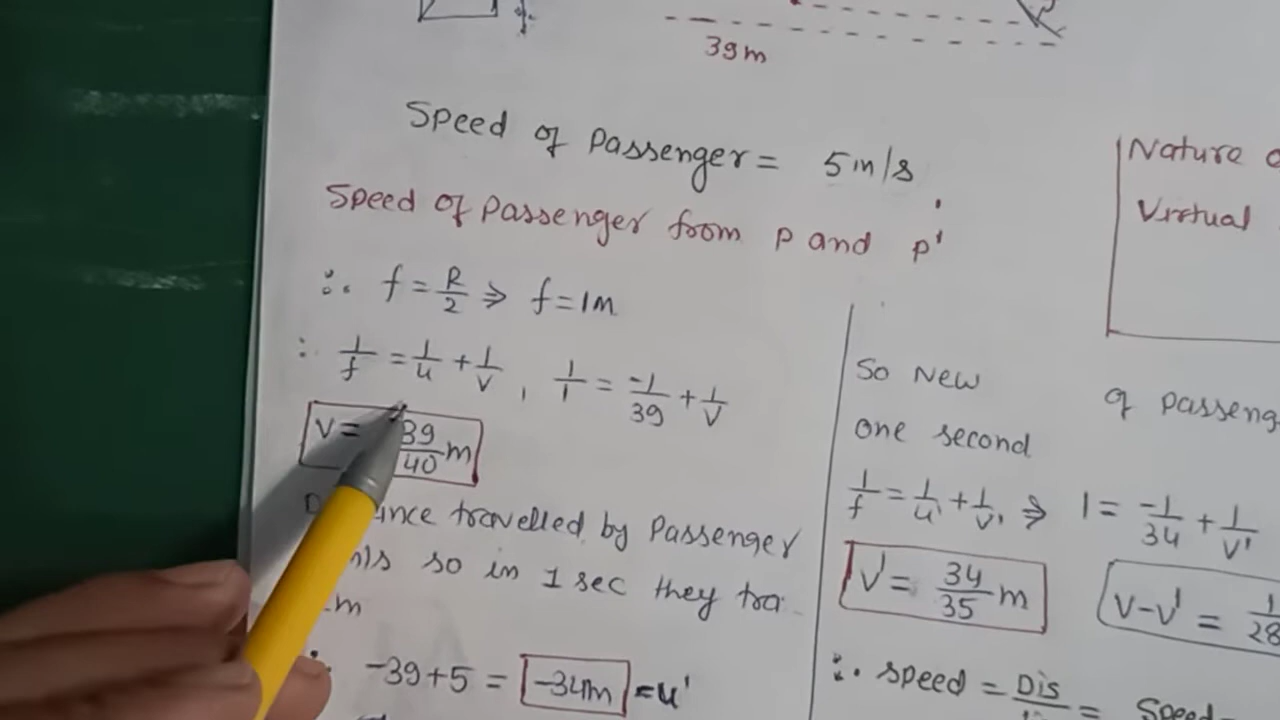 39m
Speed of Passenger = 5m/s
Speed of Passenger from P and P'
∴ f = R/2 ⇒ f = 1m
: 1/f = 1/u + 1/v , 1/1 = -1/39 + 1/v
v = 39/40 m
travelled by Passenger
so in 1 sec they tra
m
-39+5 = -34m = u'
Nature
Virtual
So New
of passeng
one second
1/f = 1/u' + 1/v' ⇒ 1 = -1/34 + 1/v'
v' = 34/35 m
v-v' = 1/28
∴ speed = Dis = Speed